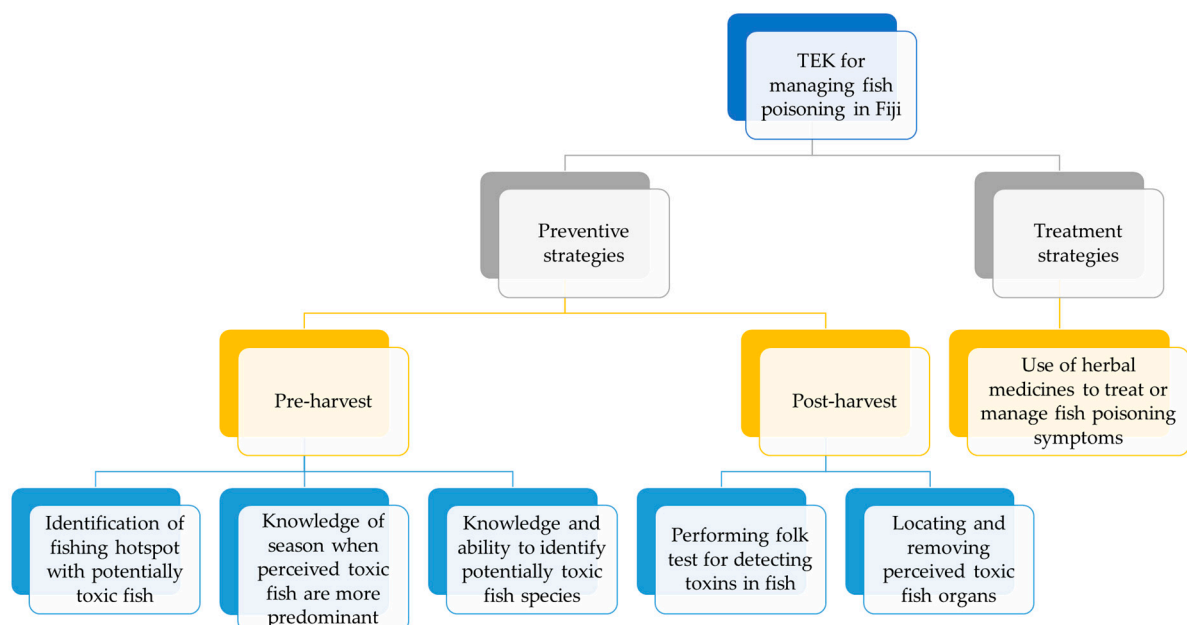 TEK for
managing fish
poisoning in Fiji
Preventive
strategies
Treatment
strategies
Pre-harvest
Post-harvest
Use of herbal
medicines to treat or
manage fish poisoning
symptoms
Identification of
fishing hotspot
with potentially
toxic fish
Knowledge of
season when
perceived toxic
fish are more
predominant
Knowledge and
ability to identify
potentially toxic
fish species
Performing folk
test for detecting
toxins in fish
Locating and
removing
perceived toxic
fish organs